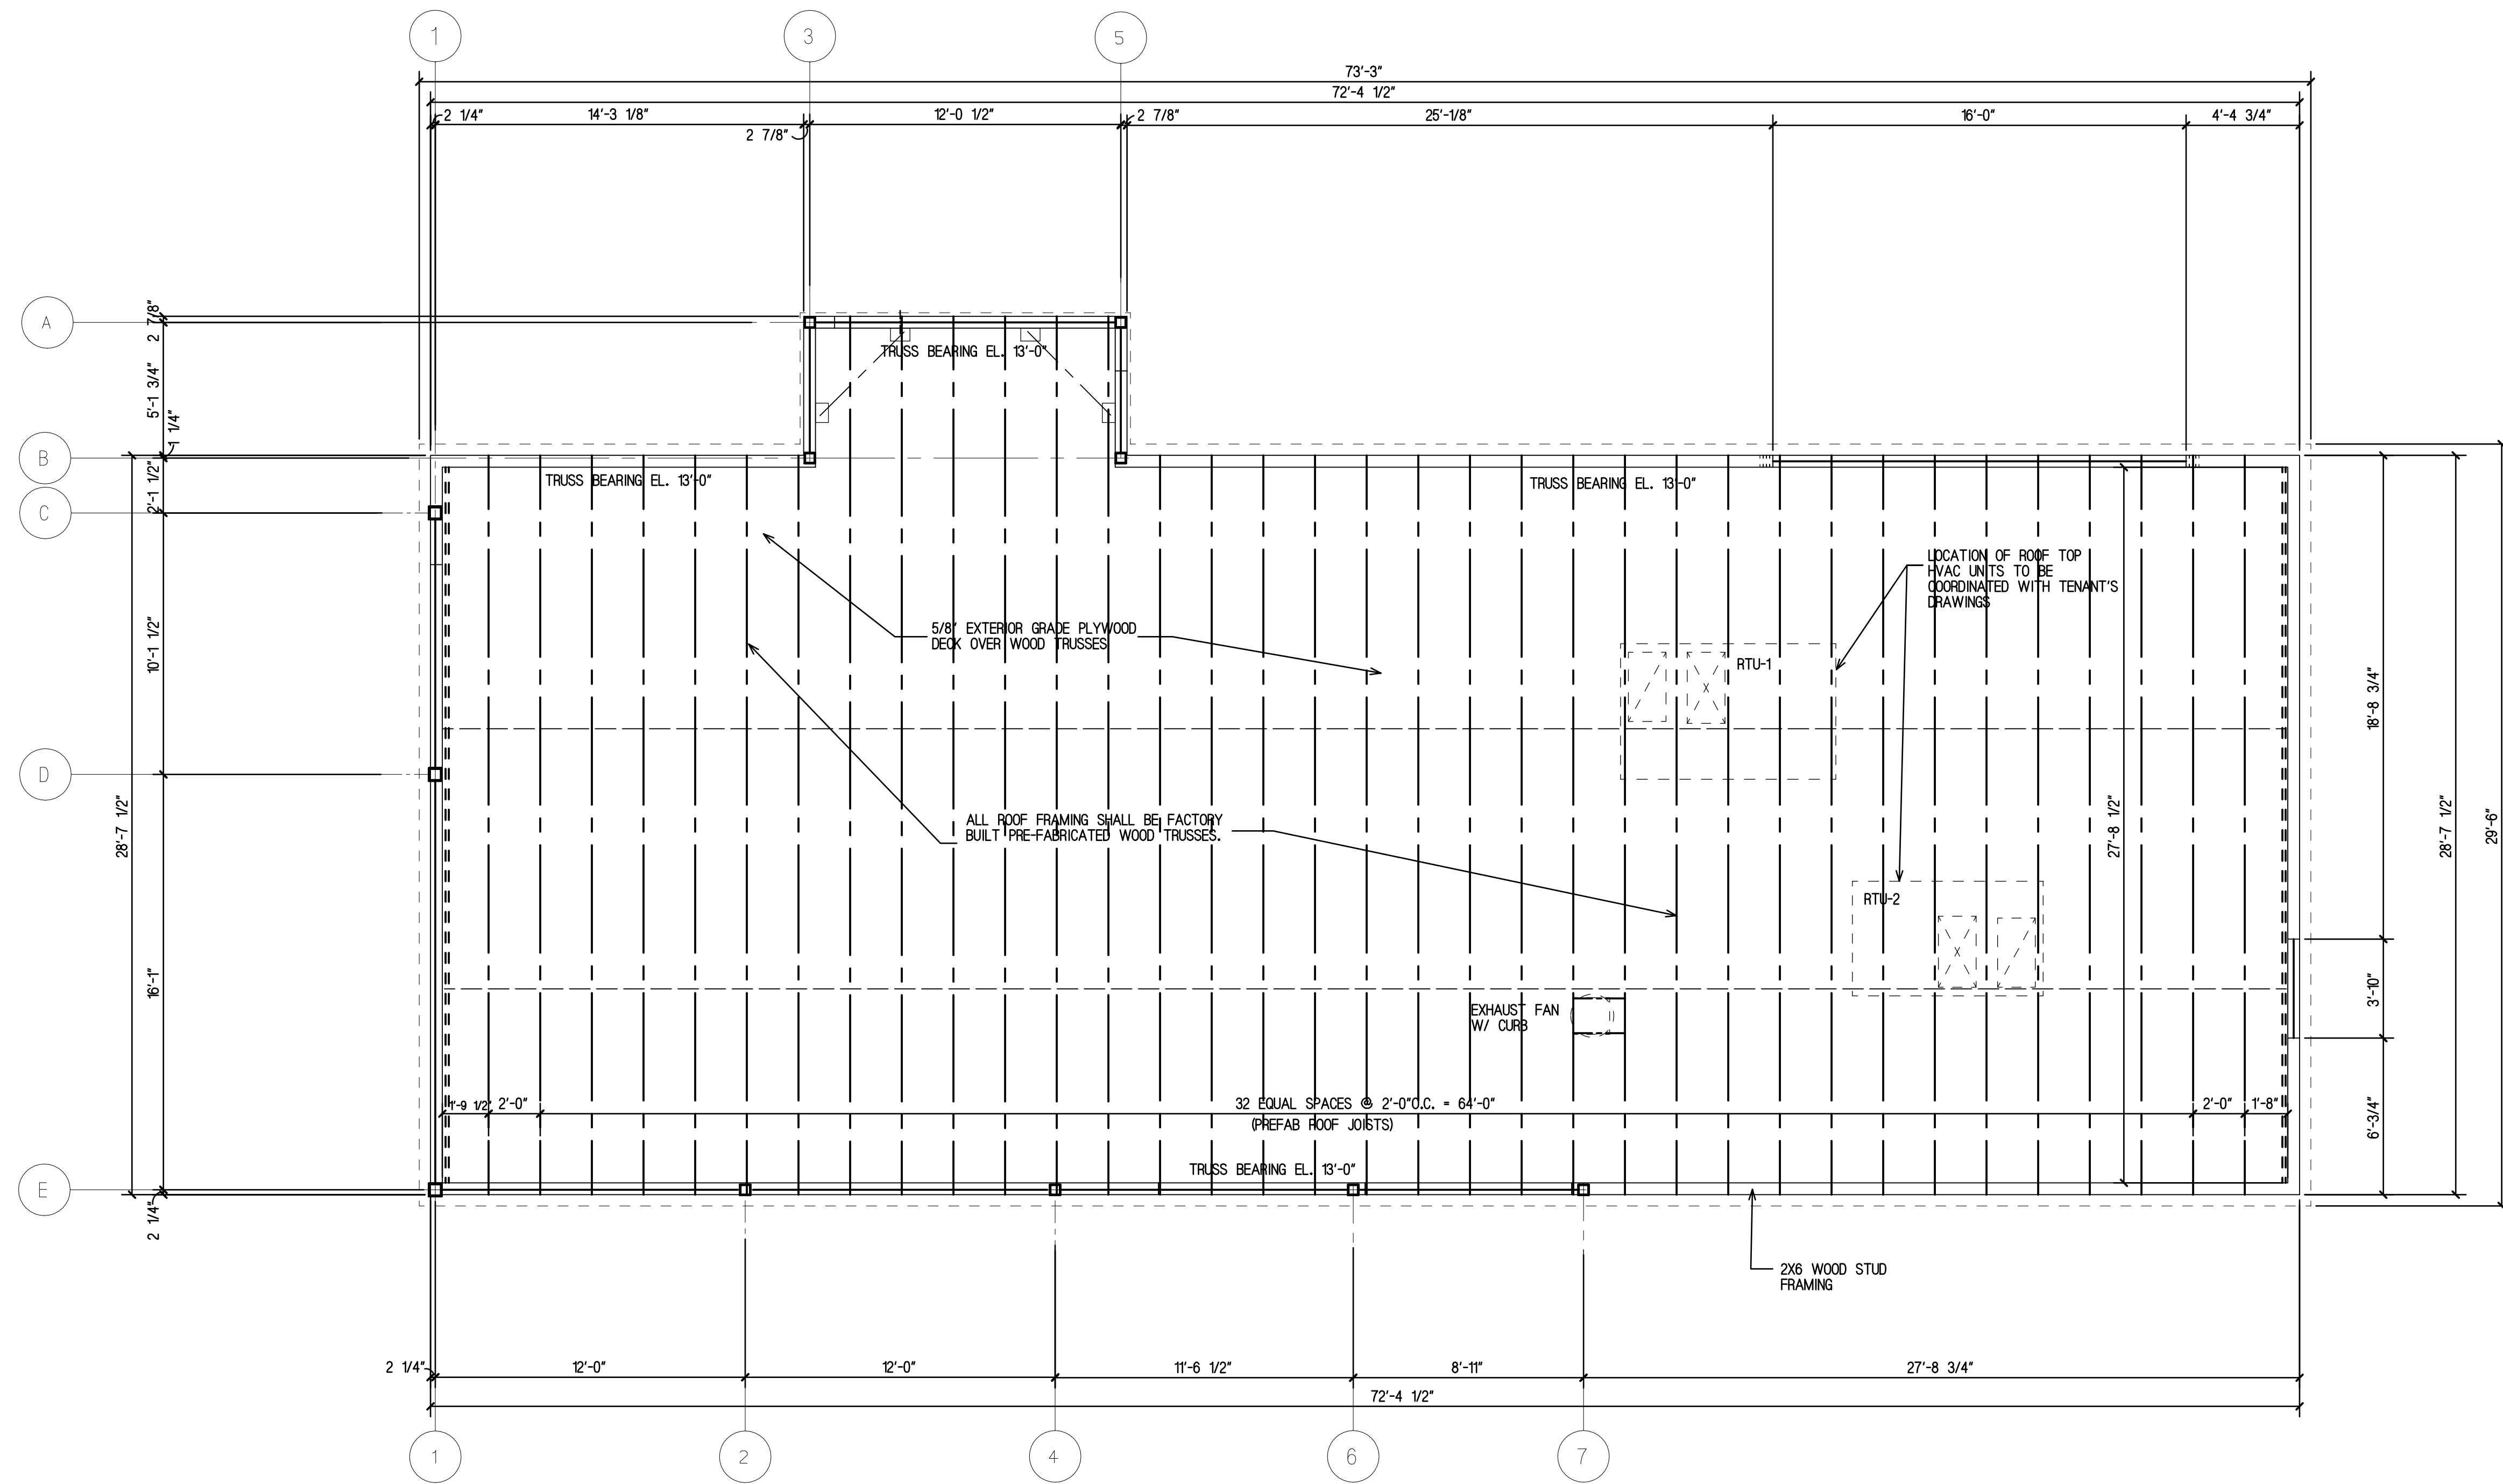 1
3
5
73'-3"
72'-4 1/2"
2 1/4"
14'-3 1/8"
2 7/8"
12'-0 1/2"
2 7/8"
25'-1/8"
16'-0"
4'-4 3/4"
A
B
C
D
E
2 7/8"
5'-1 3/4"
1 1/4"
2'-1 1/2"
10'-1 1/2"
16'-1"
28'-7 1/2"
2 1/4"
TRUSS BEARING EL. 13'-0"
TRUSS BEARING EL. 13'-0"
TRUSS BEARING EL. 13'-0"
LOCATION OF ROOF TOP
HVAC UNITS TO BE
COORDINATED WITH TENANT'S
DRAWINGS
5/8" EXTERIOR GRADE PLYWOOD
DECK OVER WOOD TRUSSES
RTU-1
ALL ROOF FRAMING SHALL BE FACTORY
BUILT PRE-FABRICATED WOOD TRUSSES.
RTU-2
EXHAUST FAN
W/ CURB
27'-8 1/2"
18'-8 3/4"
3'-10"
6'-3/4"
28'-7 1/2"
29'-6"
1'-9 1/2"
2'-0"
32 EQUAL SPACES @ 2'-0"O.C. = 64'-0"
(PREFAB ROOF JOISTS)
2'-0"
1'-8"
TRUSS BEARING EL. 13'-0"
2X6 WOOD STUD
FRAMING
2 1/4"
12'-0"
12'-0"
11'-6 1/2"
8'-11"
27'-8 3/4"
72'-4 1/2"
1
2
4
6
7